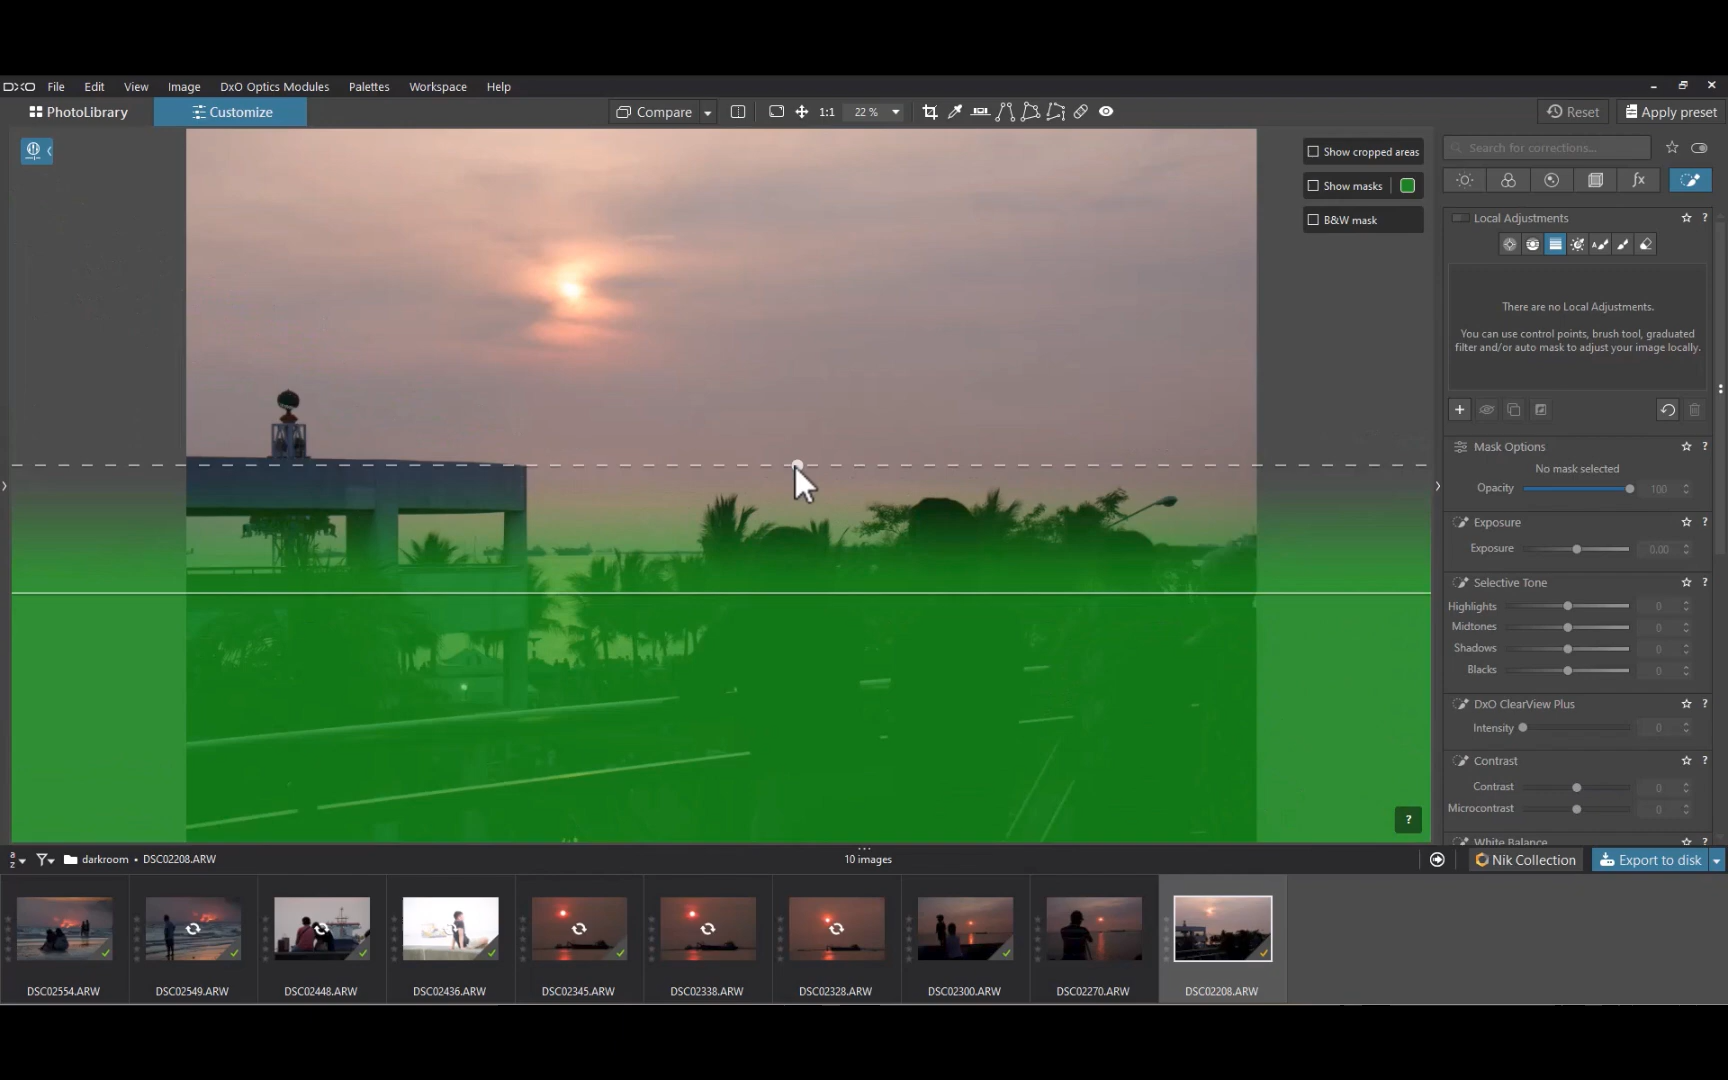 DXO File Edit View Image DxO Optics Modules Palettes Workspace Help
PhotoLibrary Customize Compare 1:1 22 % Reset Apply preset
Show cropped areas
Show masks
B&W mask
Search for corrections...
fx
Local Adjustments ?
There are no Local Adjustments.
You can use control points, brush tool, graduated
filter and/or auto mask to adjust your image locally.
Mask Options ?
No mask selected
Opacity 100
Exposure ?
Exposure 0.00
Selective Tone ?
Highlights 0
Midtones 0
Shadows 0
Blacks 0
DxO ClearView Plus ?
Intensity 0
Contrast ?
Contrast 0
Microcontrast 0
White Balance ?
?
a z darkroom • DSC02208.ARW 10 images Nik Collection Export to disk
DSC02554.ARW DSC02549.ARW DSC02448.ARW DSC02436.ARW DSC02345.ARW DSC02338.ARW DSC02328.ARW DSC02300.ARW DSC02270.ARW DSC02208.ARW